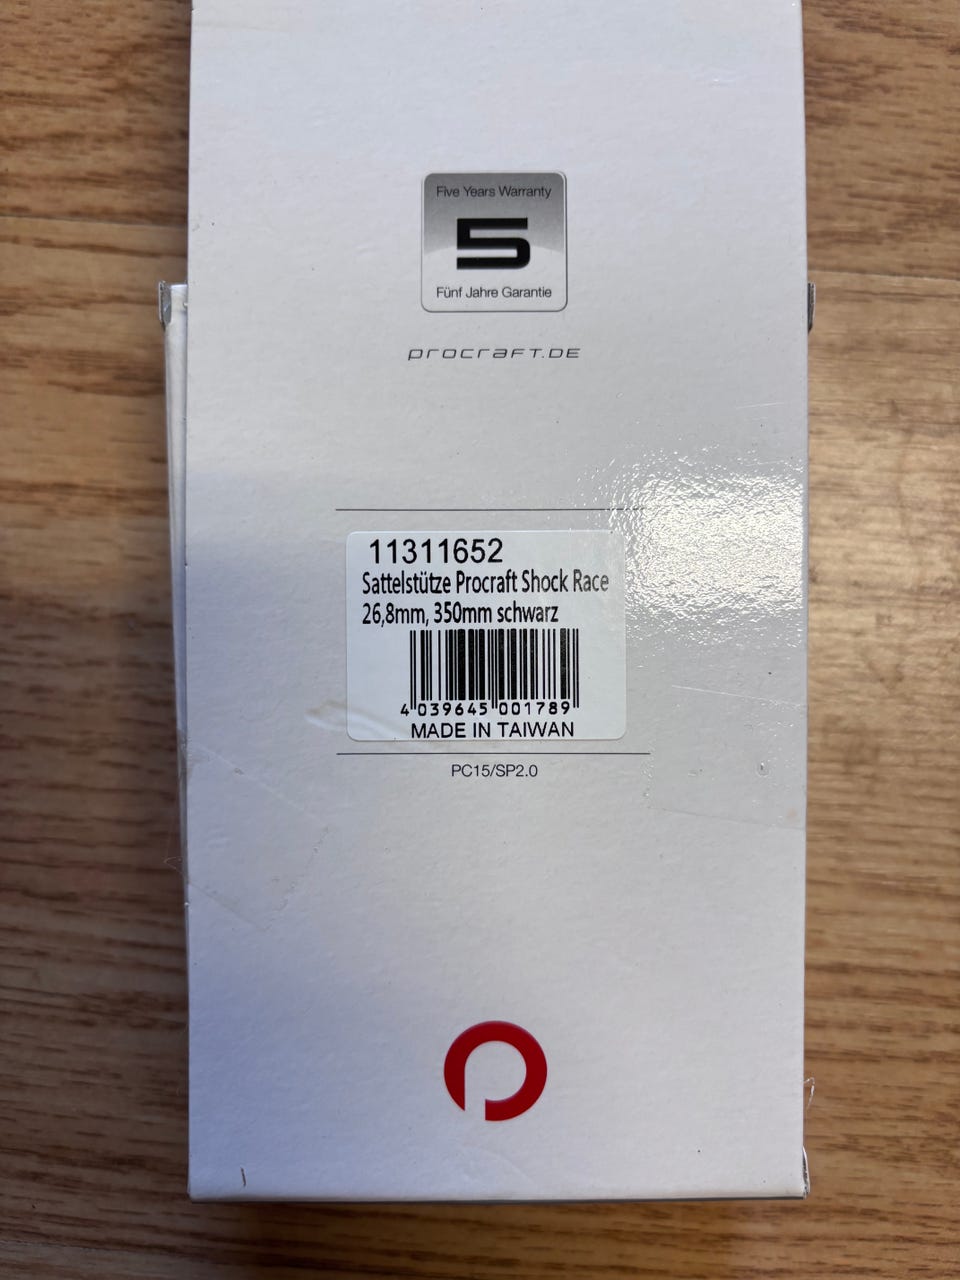 Five Years Warranty
5
Fünf Jahre Garantie
procraft.DE
11311652
Sattelstütze Procraft Shock Race
26,8mm, 350mm schwarz
4 039645 001789
MADE IN TAIWAN
PC15/SP2.0